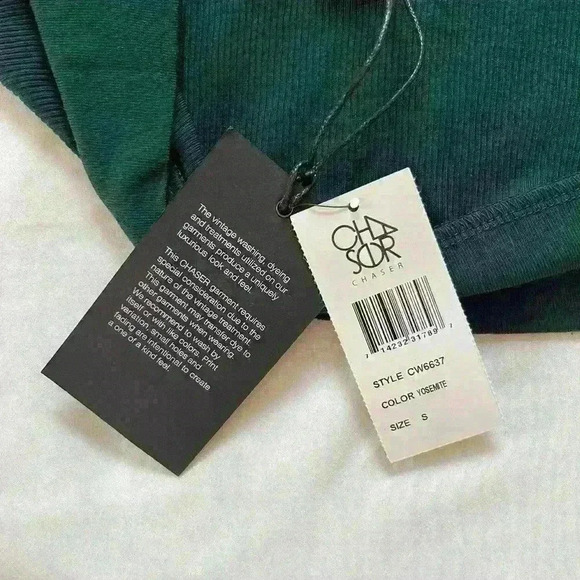 The vintage washing, dyeing
and treatments utilized on our
garments produce a uniquely
luxurious look and feel.
This CHASER garment requires
special consideration due to the
nature of the vintage treatment.
This garment may transfer dye to
other garments when wearing.
We recommend to wash by
itself or with like colors. Print
variation, small holes and
fading are intentional to create
a one of a kind feel.
CHA
SOR
CHASER
7 14232 31789 7
STYLE CW6637
COLOR YOSEMITE
SIZE S